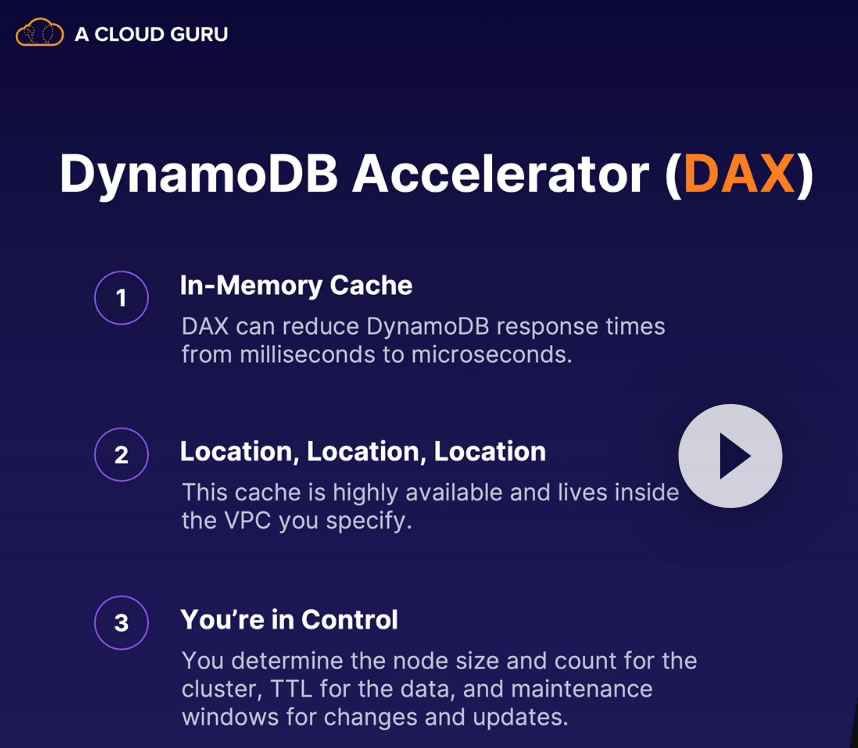 A CLOUD GURU
DynamoDB Accelerator (DAX)
1
In-Memory Cache
DAX can reduce DynamoDB response times
from milliseconds to microseconds.
2
Location, Location, Location
This cache is highly available and lives inside
the VPC you specify.
3
You’re in Control
You determine the node size and count for the
cluster, TTL for the data, and maintenance
windows for changes and updates.